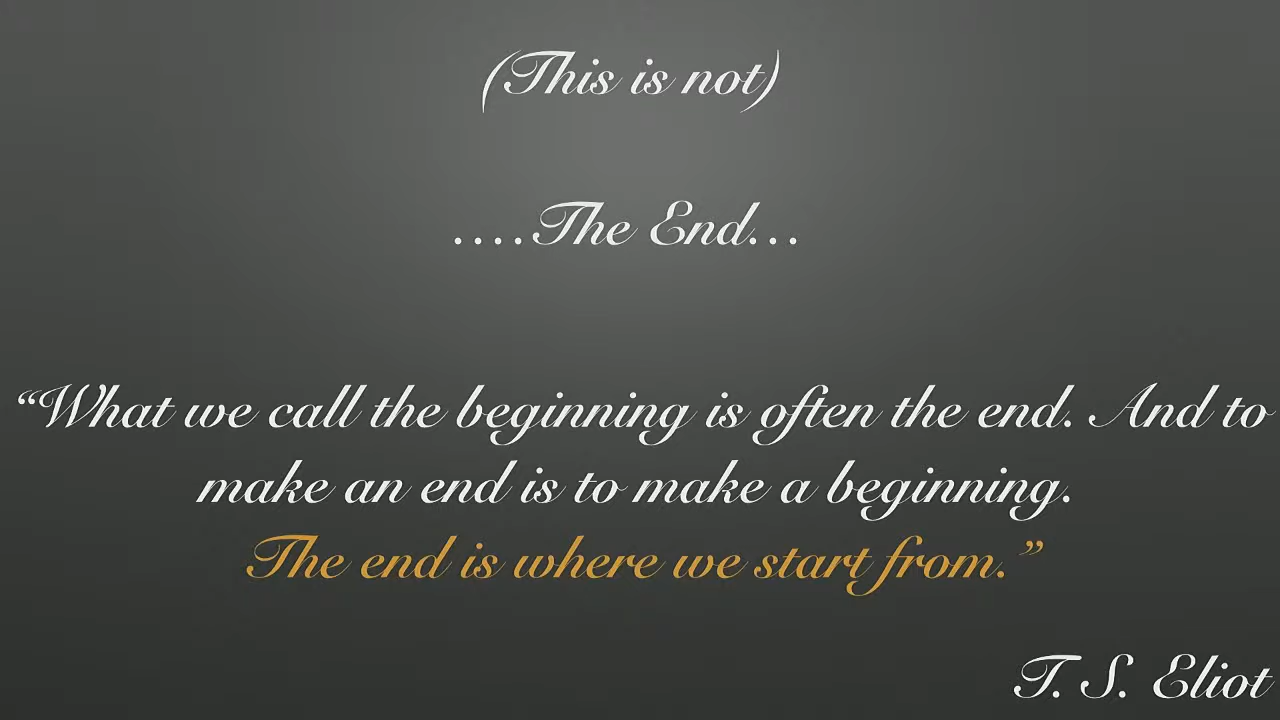 (This is not)
....The End...
“What we call the beginning is often the end. And to
make an end is to make a beginning.
The end is where we start from.”
T. S. Eliot